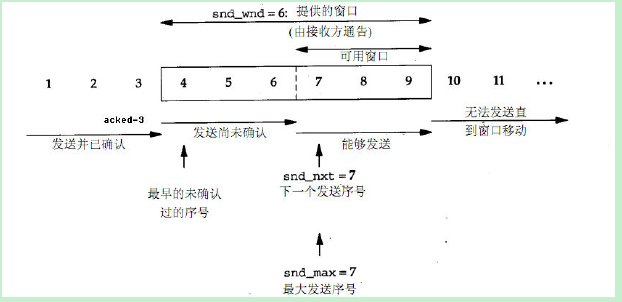 snd_wnd=6: 提供的窗口
(由接收方通告)
可用窗口
1 2 3 4 5 6 7 8 9 10 11 ...
acked-3
发送并已确认
发送尚未确认
能够发送
无法发送直
到窗口移动
最早的未确认
过的序号
snd_nxt=7
下一个发送序号
snd_max=7
最大发送序号